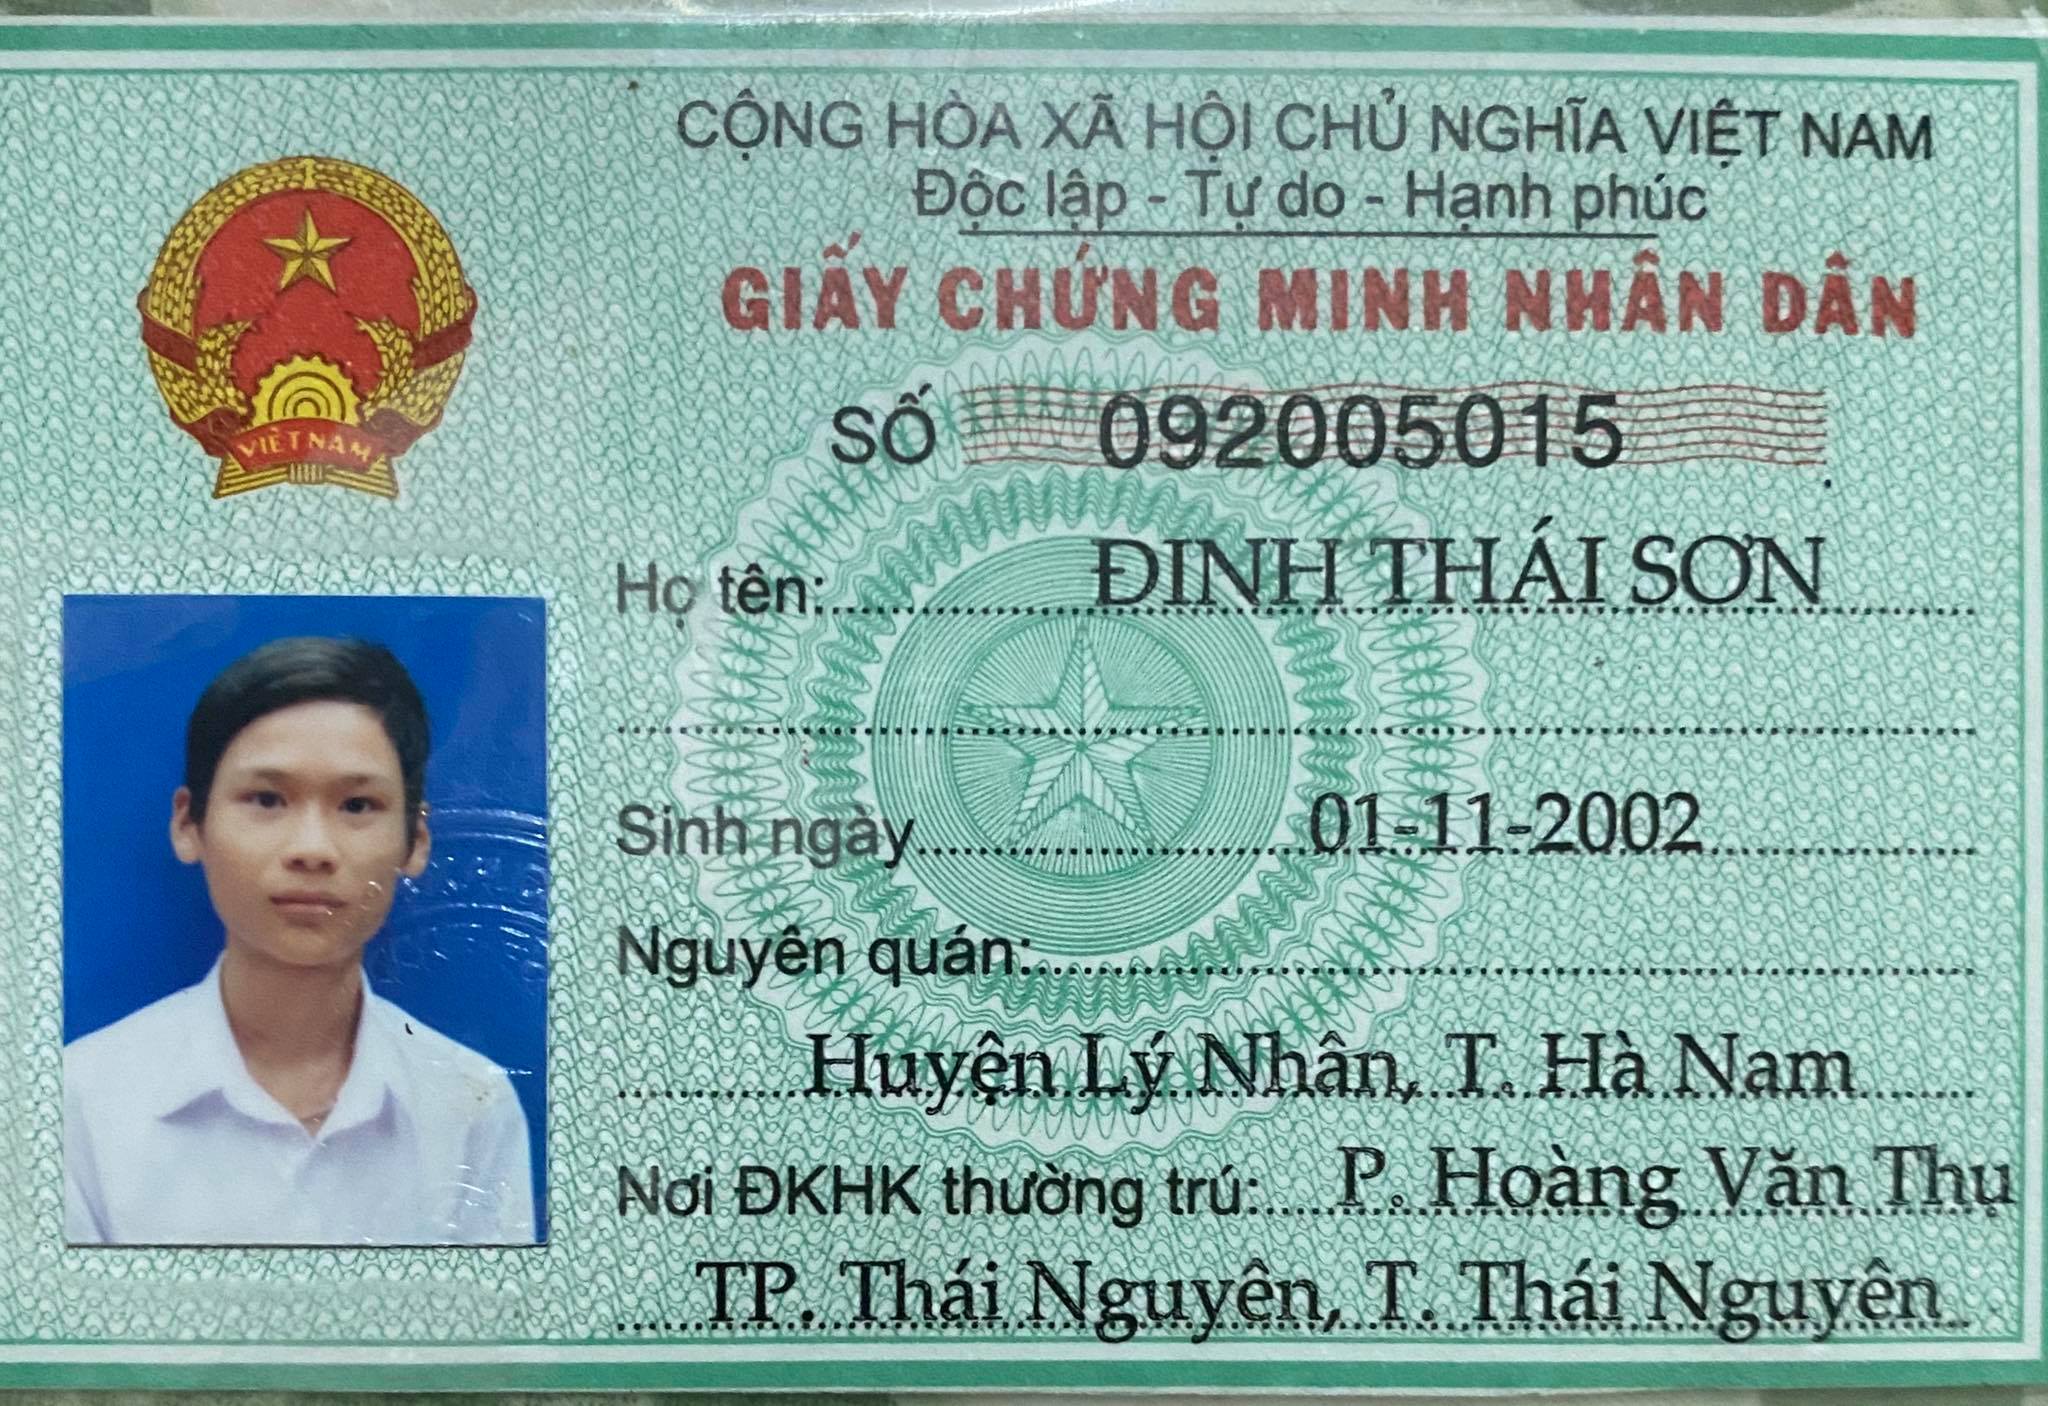 CỘNG HÒA XÃ HỘI CHỦ NGHĨA VIỆT NAM
Độc lập - Tự do - Hạnh phúc
GIẤY CHỨNG MINH NHÂN DÂN
SỐ 092005015
VIỆT NAM
Họ tên: ĐINH THÁI SƠN
Sinh ngày 01-11-2002
Nguyên quán:
Huyện Lý Nhân, T. Hà Nam
Nơi ĐKHK thường trú: P. Hoàng Văn Thụ
TP. Thái Nguyên, T. Thái Nguyên